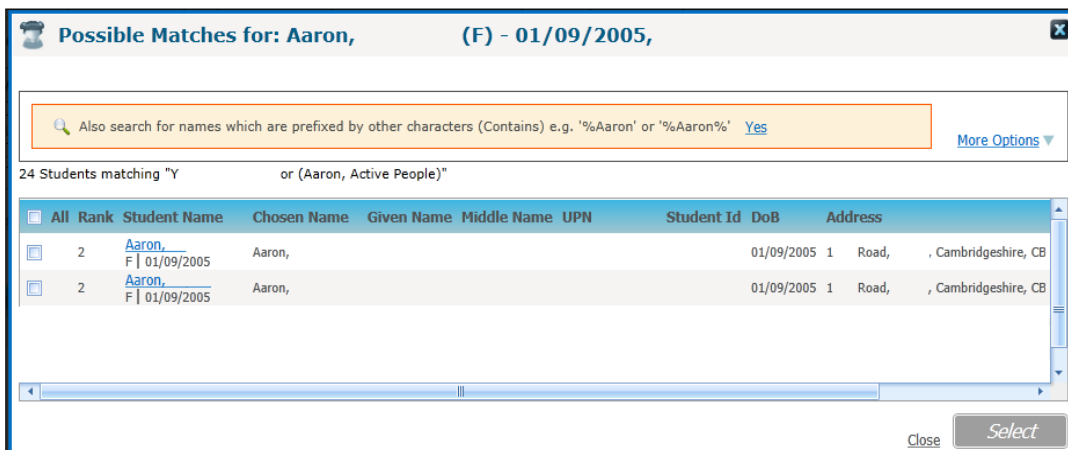 Possible Matches for: Aaron, (F) - 01/09/2005,
Also search for names which are prefixed by other characters (Contains) e.g. '%Aaron' or '%Aaron%' Yes
More Options
24 Students matching "Y or (Aaron, Active People)"
All Rank Student Name Chosen Name Given Name Middle Name UPN Student Id DoB Address
2 Aaron, Aaron, 01/09/2005 1 Road, , Cambridgeshire, CB
F | 01/09/2005
2 Aaron, Aaron, 01/09/2005 1 Road, , Cambridgeshire, CB
F | 01/09/2005
Close Select